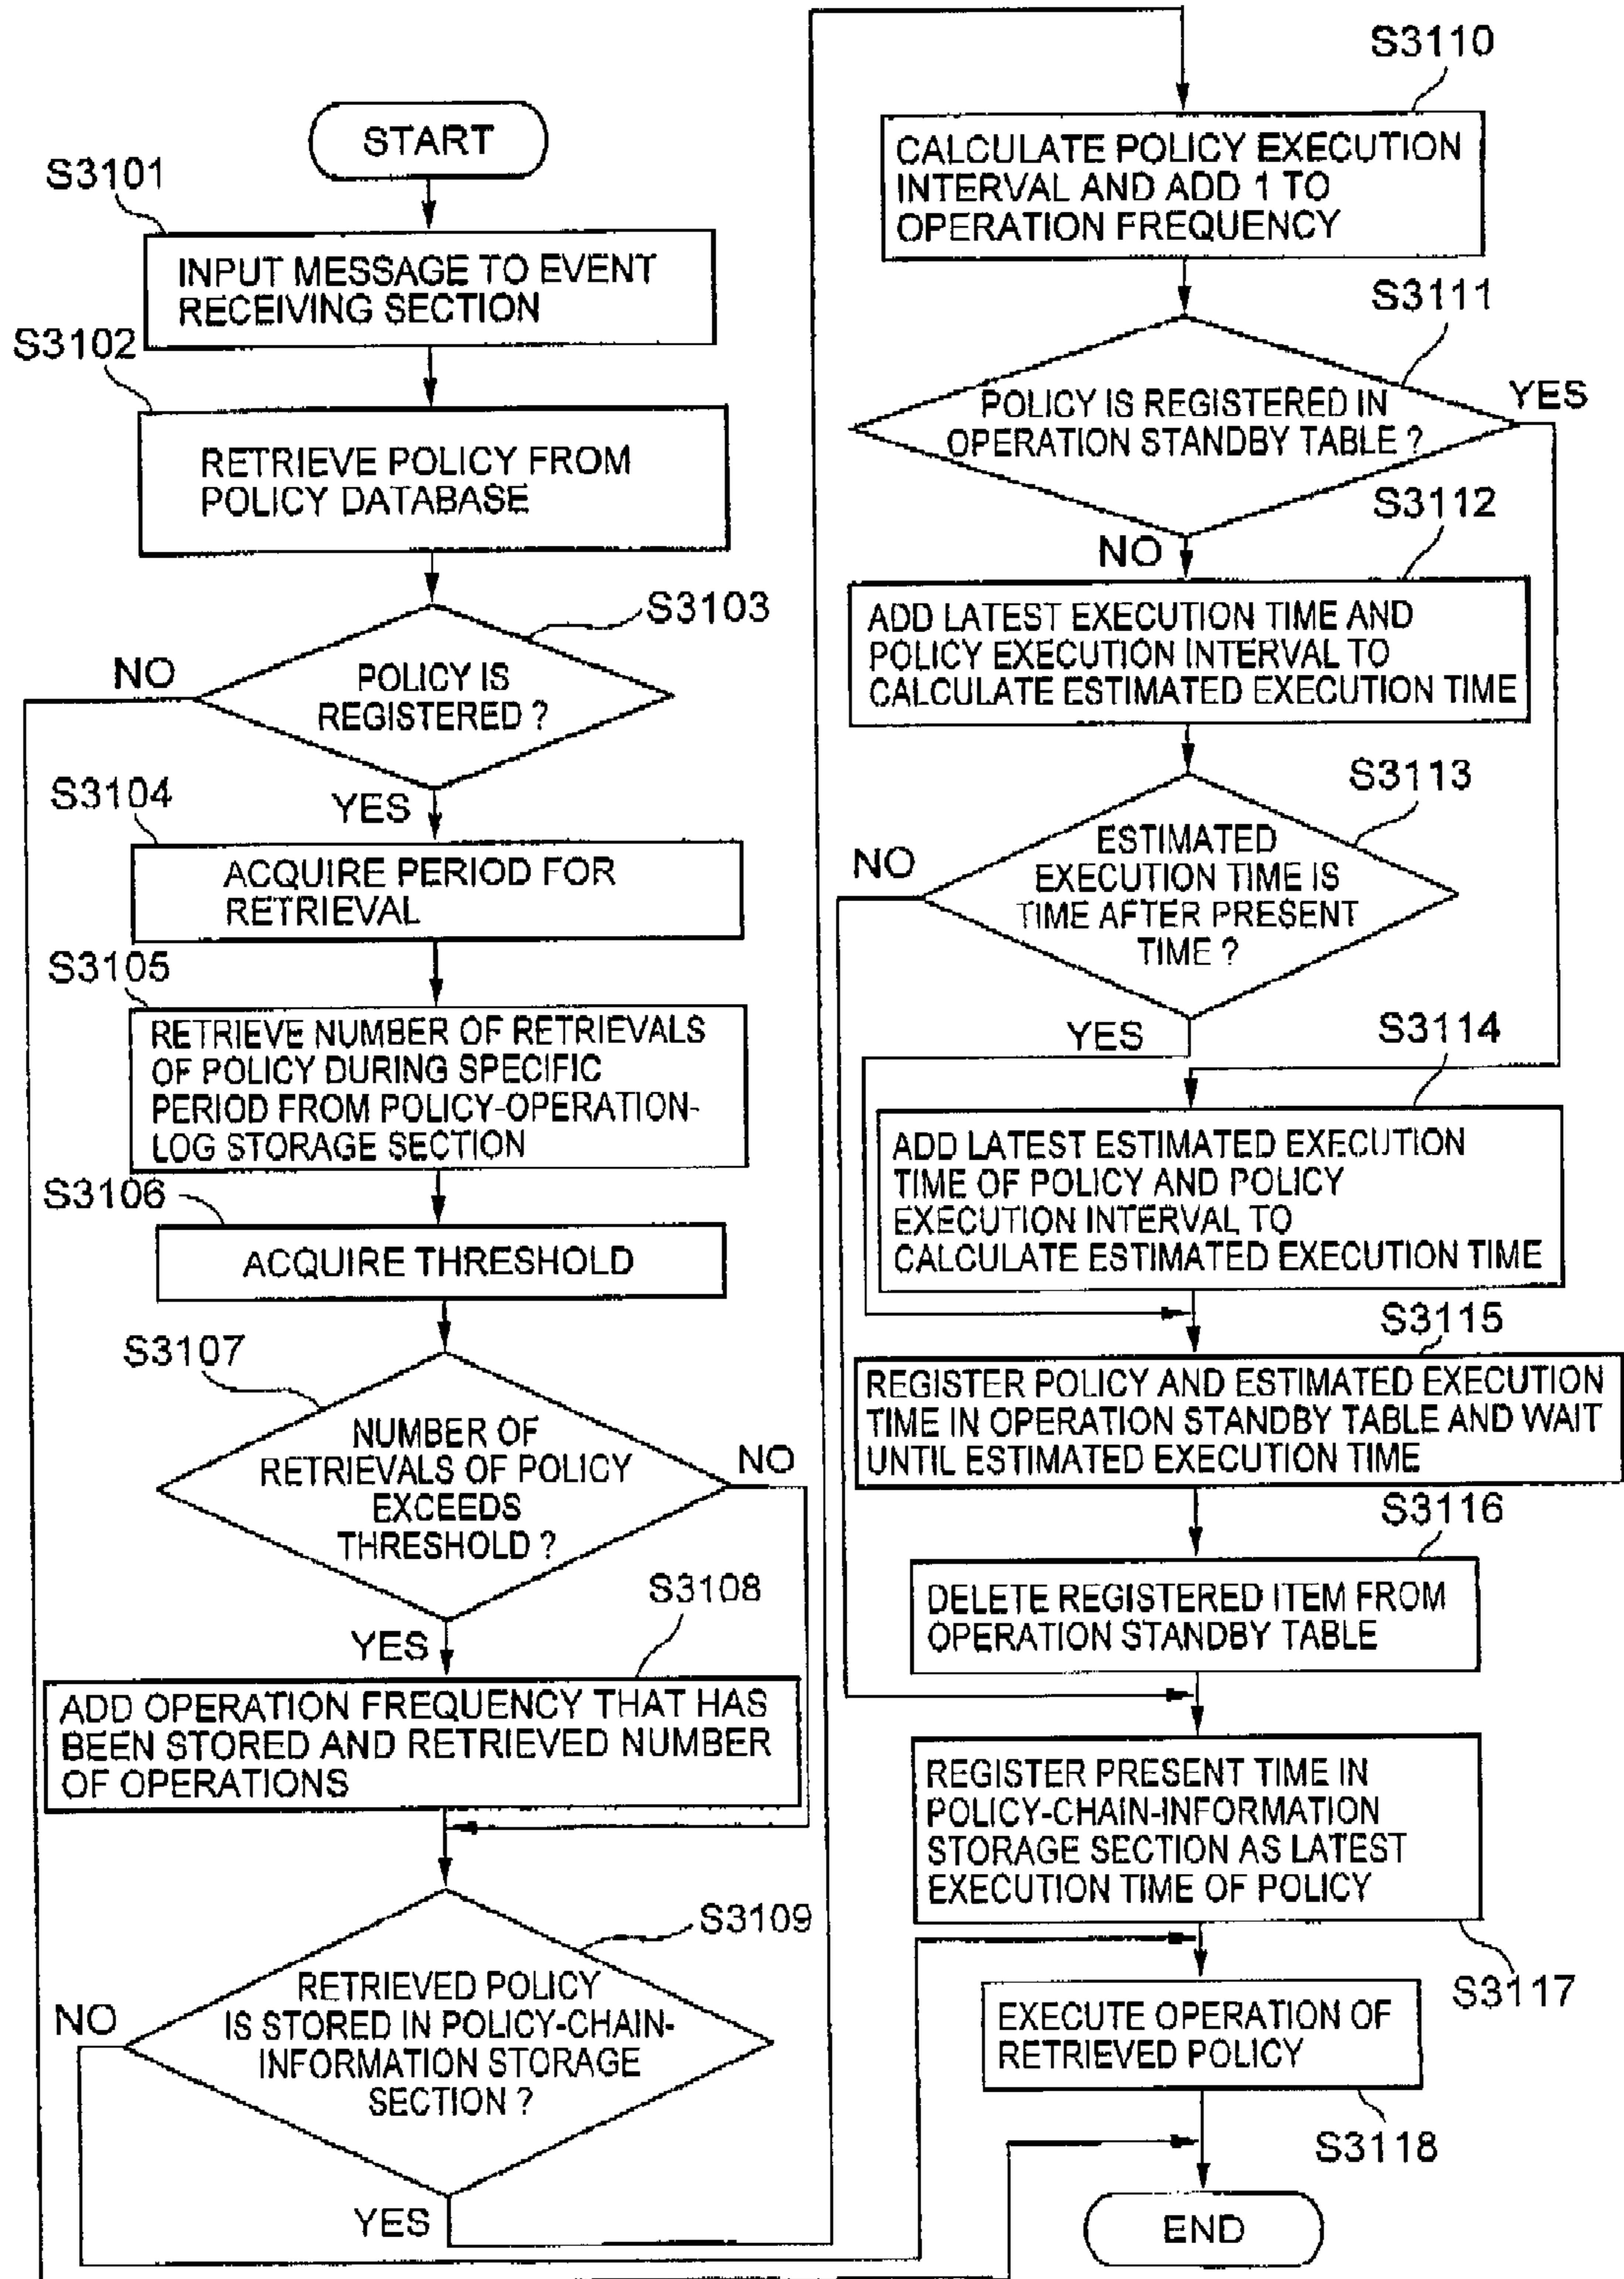 START
S3101
INPUT MESSAGE TO EVENT
RECEIVING SECTION
S3102
RETRIEVE POLICY FROM
POLICY DATABASE
S3103
NO
POLICY IS
REGISTERED ?
YES
S3104
ACQUIRE PERIOD FOR
RETRIEVAL
S3105
RETRIEVE NUMBER OF RETRIEVALS
OF POLICY DURING SPECIFIC
PERIOD FROM POLICY-OPERATION-
LOG STORAGE SECTION
S3106
ACQUIRE THRESHOLD
S3107
NUMBER OF
RETRIEVALS OF POLICY
EXCEEDS
THRESHOLD ?
NO
YES
S3108
ADD OPERATION FREQUENCY THAT HAS
BEEN STORED AND RETRIEVED NUMBER
OF OPERATIONS
S3109
RETRIEVED POLICY
IS STORED IN POLICY-CHAIN-
INFORMATION STORAGE
SECTION ?
NO
YES
S3110
CALCULATE POLICY EXECUTION
INTERVAL AND ADD 1 TO
OPERATION FREQUENCY
S3111
POLICY IS REGISTERED IN
OPERATION STANDBY TABLE ?
YES
NO
S3112
ADD LATEST EXECUTION TIME AND
POLICY EXECUTION INTERVAL TO
CALCULATE ESTIMATED EXECUTION TIME
S3113
ESTIMATED
EXECUTION TIME IS
TIME AFTER PRESENT
TIME ?
NO
YES
S3114
ADD LATEST ESTIMATED EXECUTION
TIME OF POLICY AND POLICY
EXECUTION INTERVAL TO
CALCULATE ESTIMATED EXECUTION TIME
S3115
REGISTER POLICY AND ESTIMATED EXECUTION
TIME IN OPERATION STANDBY TABLE AND WAIT
UNTIL ESTIMATED EXECUTION TIME
S3116
DELETE REGISTERED ITEM FROM
OPERATION STANDBY TABLE
REGISTER PRESENT TIME IN
POLICY-CHAIN-INFORMATION
STORAGE SECTION AS LATEST
EXECUTION TIME OF POLICY
S3117
EXECUTE OPERATION OF
RETRIEVED POLICY
S3118
END